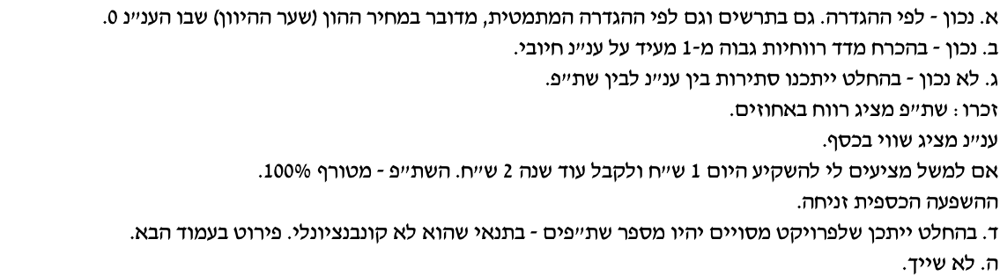 א. נכון - לפי ההגדרה. גם בתרשים וגם לפי ההגדרה המתמטית, מדובר במחיר ההון (שער ההיוון) שבו הענ"נ 0.
ב. נכון - בהכרח מדד רווחיות גבוה מ-1 מעיד על ענ"נ חיובי.
ג. לא נכון - בהחלט ייתכנו סתירות בין ענ"נ לבין שת"פ.
זכרו : שת"פ מציג רווח באחוזים.
ענ"נ מציג שווי בכסף.
אם למשל מציעים לי להשקיע היום 1 ש"ח ולקבל עוד שנה 2 ש"ח. השת"פ - מטורף 100%.
ההשפעה הכספית זניחה.
ד. בהחלט ייתכן שלפרויקט מסויים יהיו מספר שת"פים - בתנאי שהוא לא קונבנציונלי. פירוט בעמוד הבא.
ה. לא שייך.